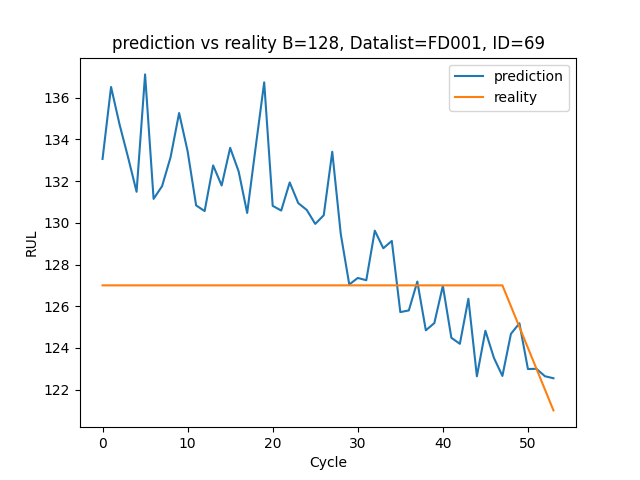 prediction vs reality B=128, Datalist=FD001, ID=69
prediction
reality
136
134
132
130
128
126
124
122
RUL
0 10 20 30 40 50
Cycle